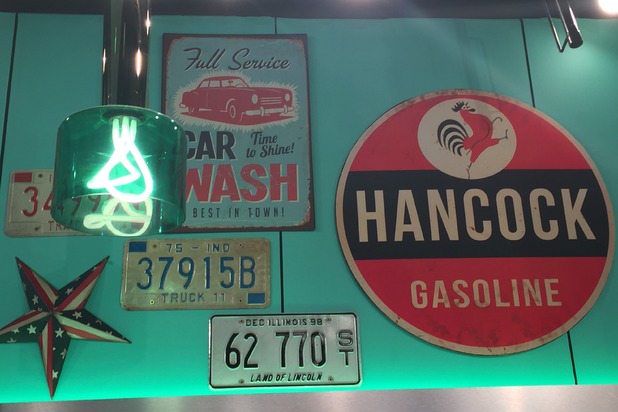 Full Service
CAR Time
to Shine!
WASH
BEST IN TOWN!
HANCOCK
GASOLINE
75 - IND
37915B
TRUCK 11
DEC ILLINOIS 98
62 770 ST
LAND OF LINCOLN